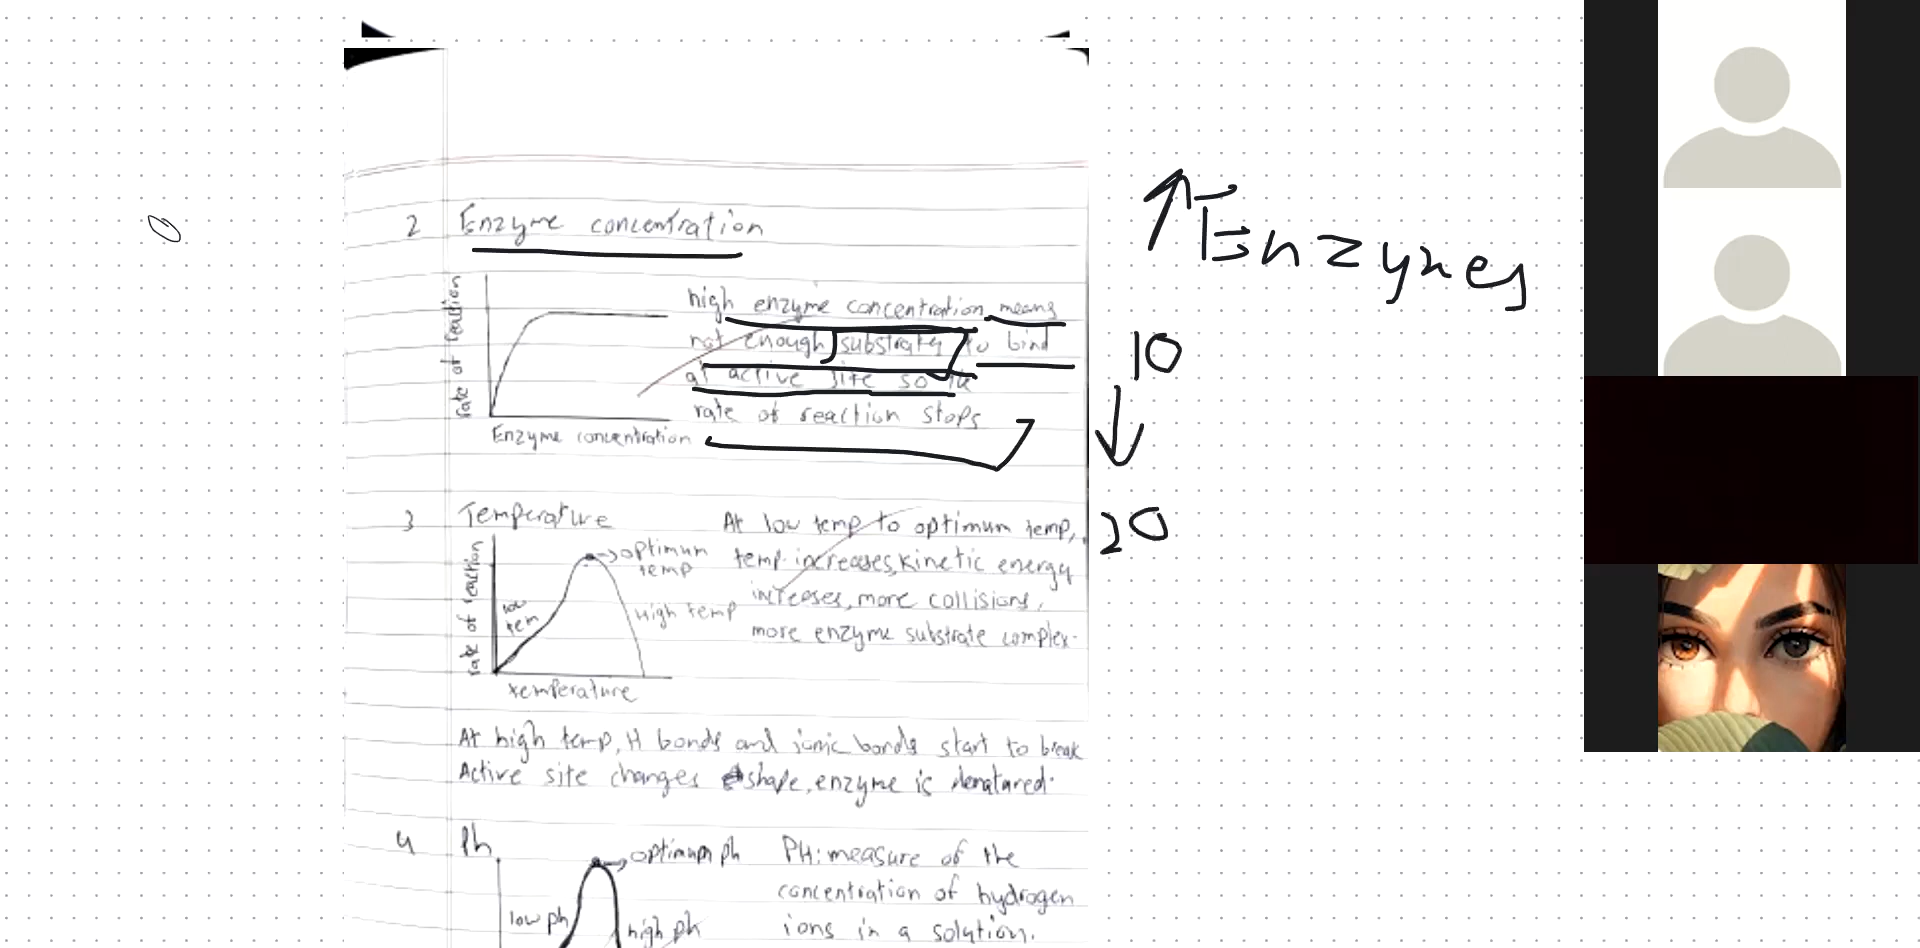 2 Enzyme concentration
rate of reaction
Enzyme concentration
high enzyme concentration means
not enough substrate to bind
at active site so the
rate of reaction stops
↑ Enzymes
10
↓
20
3 Temperature
rate of reaction
low
tem
optimum
temp
high temp
temperature
At low temp to optimum temp,
temp increases, kinetic energy
increases, more collisions,
more enzyme substrate complex.
At high temp, H bonds and ionic bonds start to break
Active site changes shape, enzyme is denatured.
4 Ph
optimum ph
low ph
high ph
PH: measure of the
concentration of hydrogen
ions in a solution.